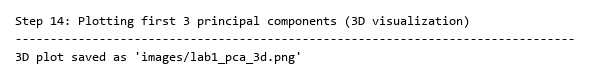 Step 14: Plotting first 3 principal components (3D visualization)
--------------------------------------------------------------------------------
3D plot saved as 'images/lab1_pca_3d.png'